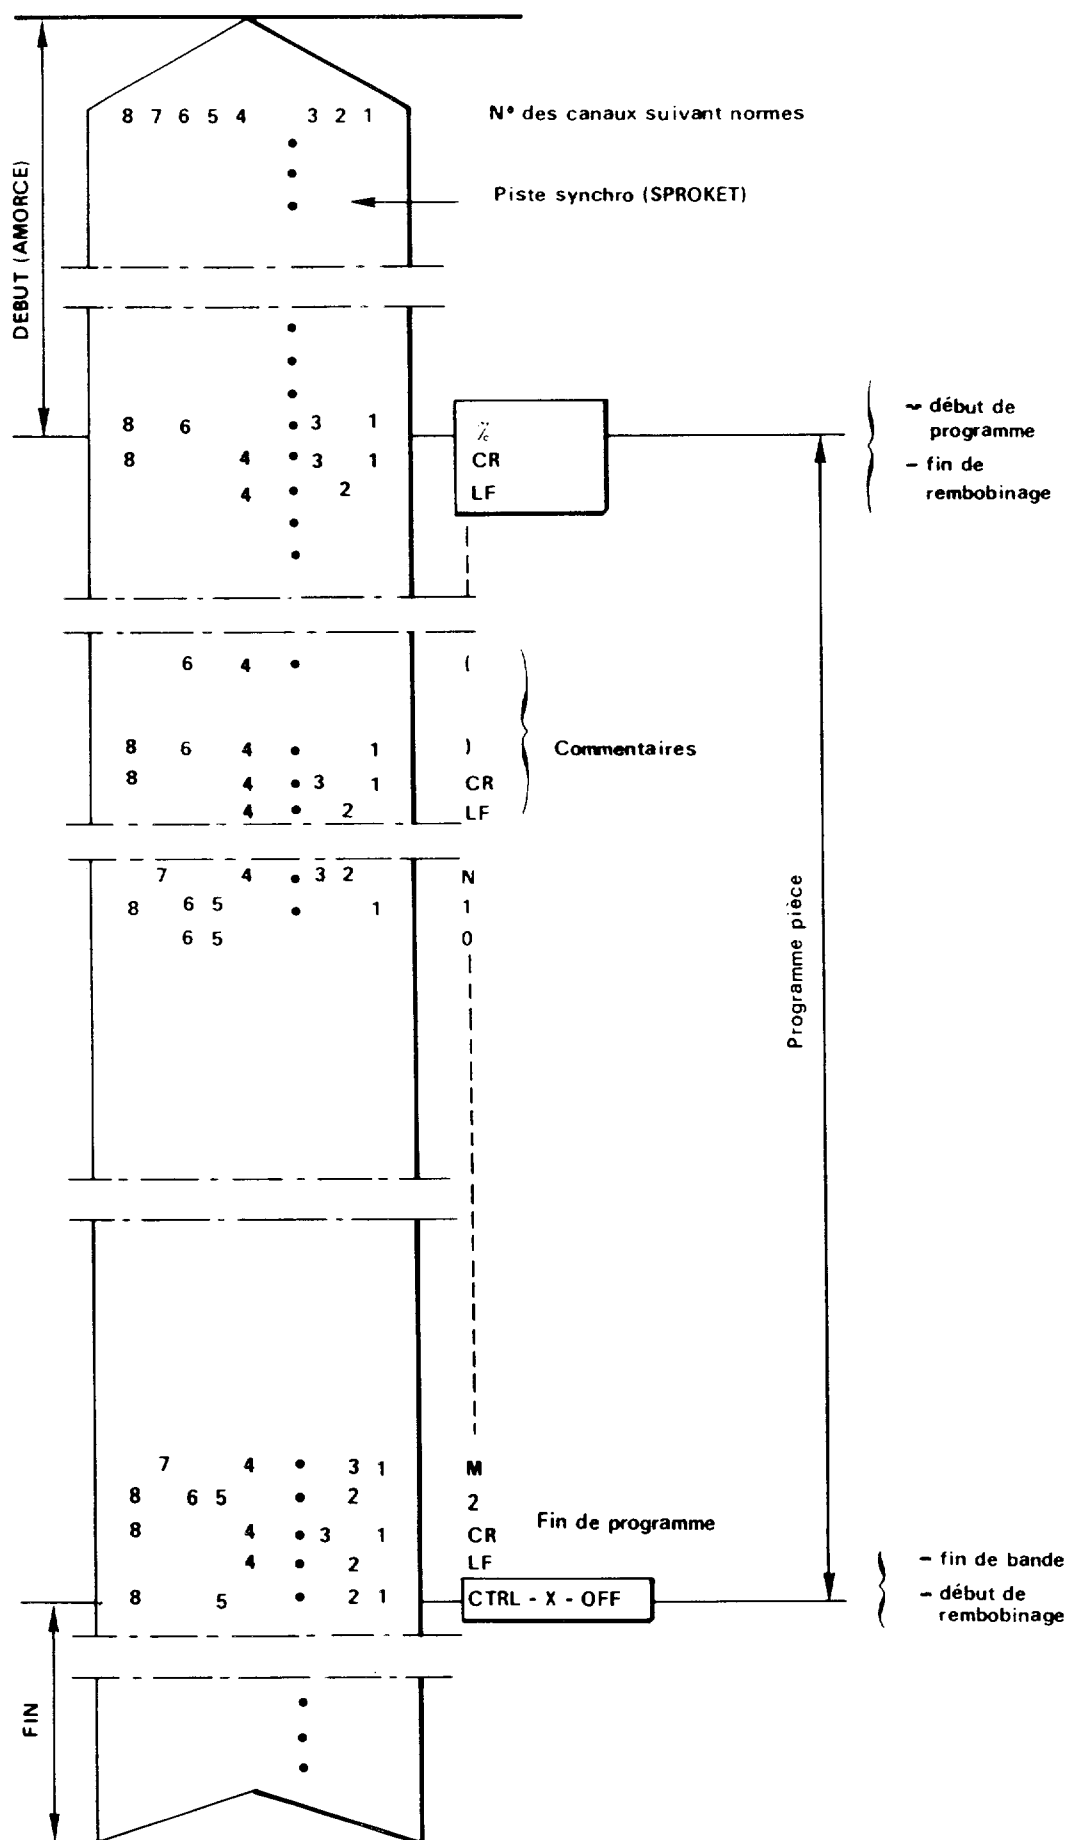 8 7 6 5 4 3 2 1 N° des canaux suivant normes
Piste synchro (SPROKET)
DEBUT (AMORCE)
8 6 3 1 %
CR
8 4 3 1
LF
4 2
– début de
programme
– fin de
rembobinage
6 4 (
8 6 4 1 )
8 4 3 1 CR
4 2 LF
Commentaires
7 4 3 2 N
8 6 5 1 1
6 5 0
Programme pièce
7 4 3 1 M
8 6 5 2 2
Fin de programme
8 4 3 1 CR
4 2 LF
8 5 2 1 CTRL - X - OFF
– fin de bande
– début de
rembobinage
FIN